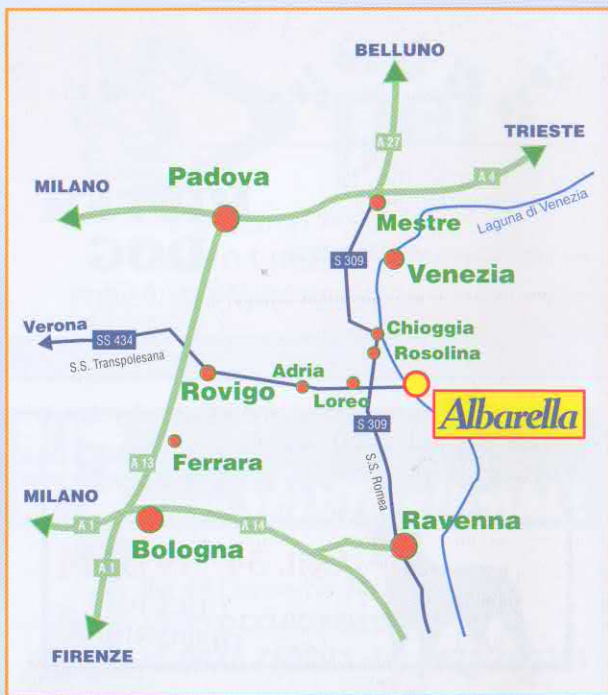 BELLUNO
TRIESTE
A 27
MILANO
Padova
A 4
Mestre
Laguna di Venezia
S 309
Venezia
Verona
SS 434
S.S. Transpolesana
Chioggia
Rosolina
Adria
Rovigo
Loreo
Albarella
S 309
Ferrara
A 13
S.S. Romea
MILANO
A 1
A 14
Ravenna
Bologna
A 1
FIRENZE